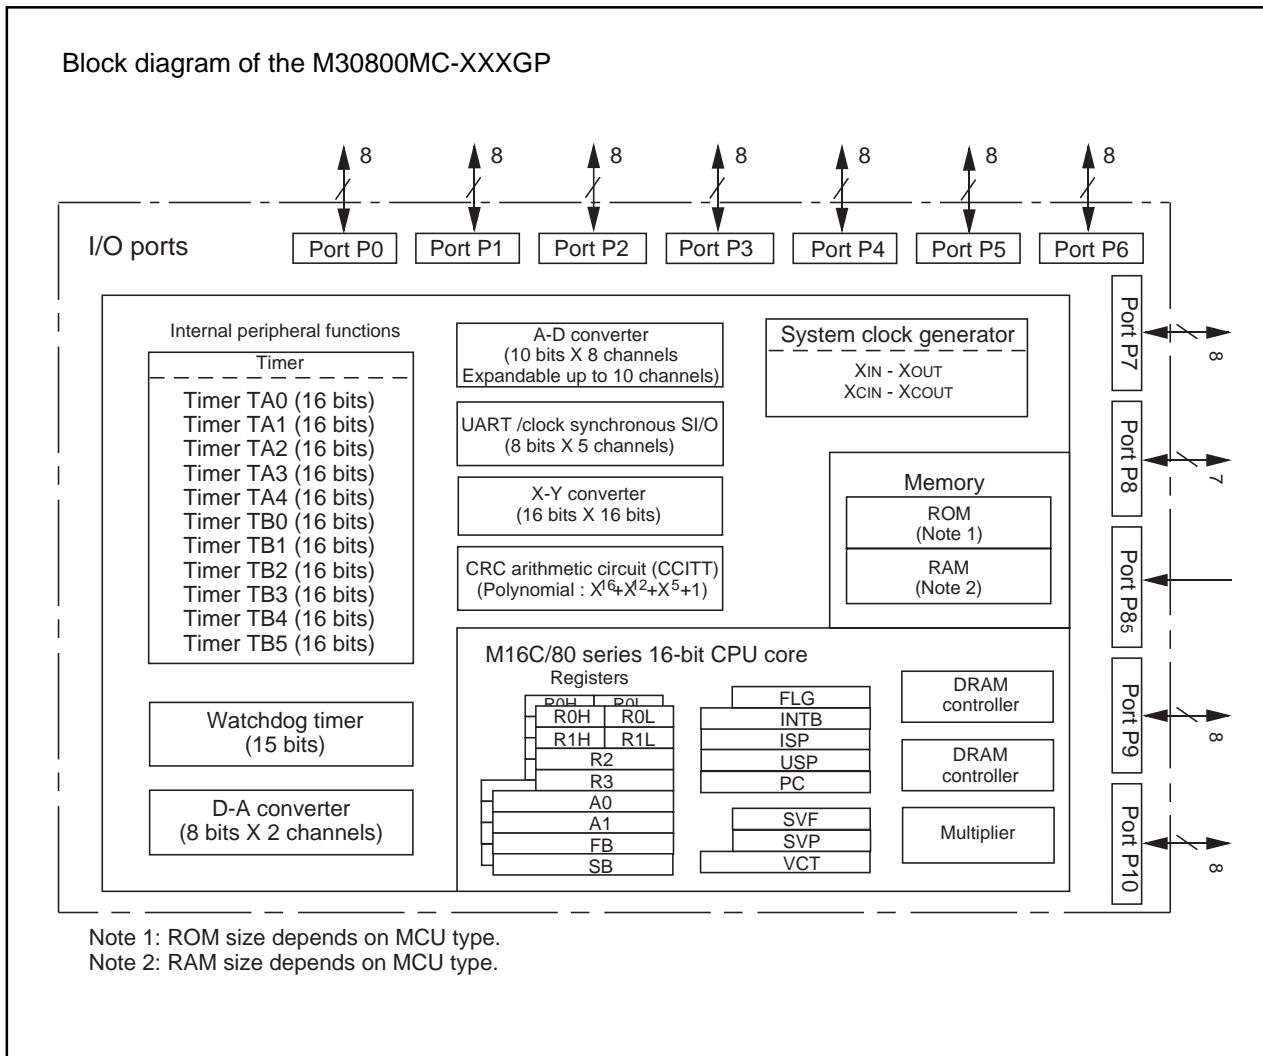 Block diagram of the M30800MC-XXXGP
8 8 8 8 8 8 8
I/O ports
Port P0 Port P1 Port P2 Port P3 Port P4 Port P5 Port P6
Internal peripheral functions
Timer
Timer TA0 (16 bits)
Timer TA1 (16 bits)
Timer TA2 (16 bits)
Timer TA3 (16 bits)
Timer TA4 (16 bits)
Timer TB0 (16 bits)
Timer TB1 (16 bits)
Timer TB2 (16 bits)
Timer TB3 (16 bits)
Timer TB4 (16 bits)
Timer TB5 (16 bits)
Watchdog timer
(15 bits)
D-A converter
(8 bits X 2 channels)
A-D converter
(10 bits X 8 channels
Expandable up to 10 channels)
UART /clock synchronous SI/O
(8 bits X 5 channels)
X-Y converter
(16 bits X 16 bits)
CRC arithmetic circuit (CCITT)
(Polynomial : X16+X12+X5+1)
System clock generator
XIN - XOUT
XCIN - XCOUT
Memory
ROM
(Note 1)
RAM
(Note 2)
M16C/80 series 16-bit CPU core
Registers
R0H R0L
R0H R0L
R1H R1L
R2
R3
A0
A1
FB
SB
FLG
INTB
ISP
USP
PC
SVF
SVP
VCT
DRAM
controller
DRAM
controller
Multiplier
Port P7
8
Port P8
7
Port P85
Port P9
8
Port P10
8
Note 1: ROM size depends on MCU type.
Note 2: RAM size depends on MCU type.